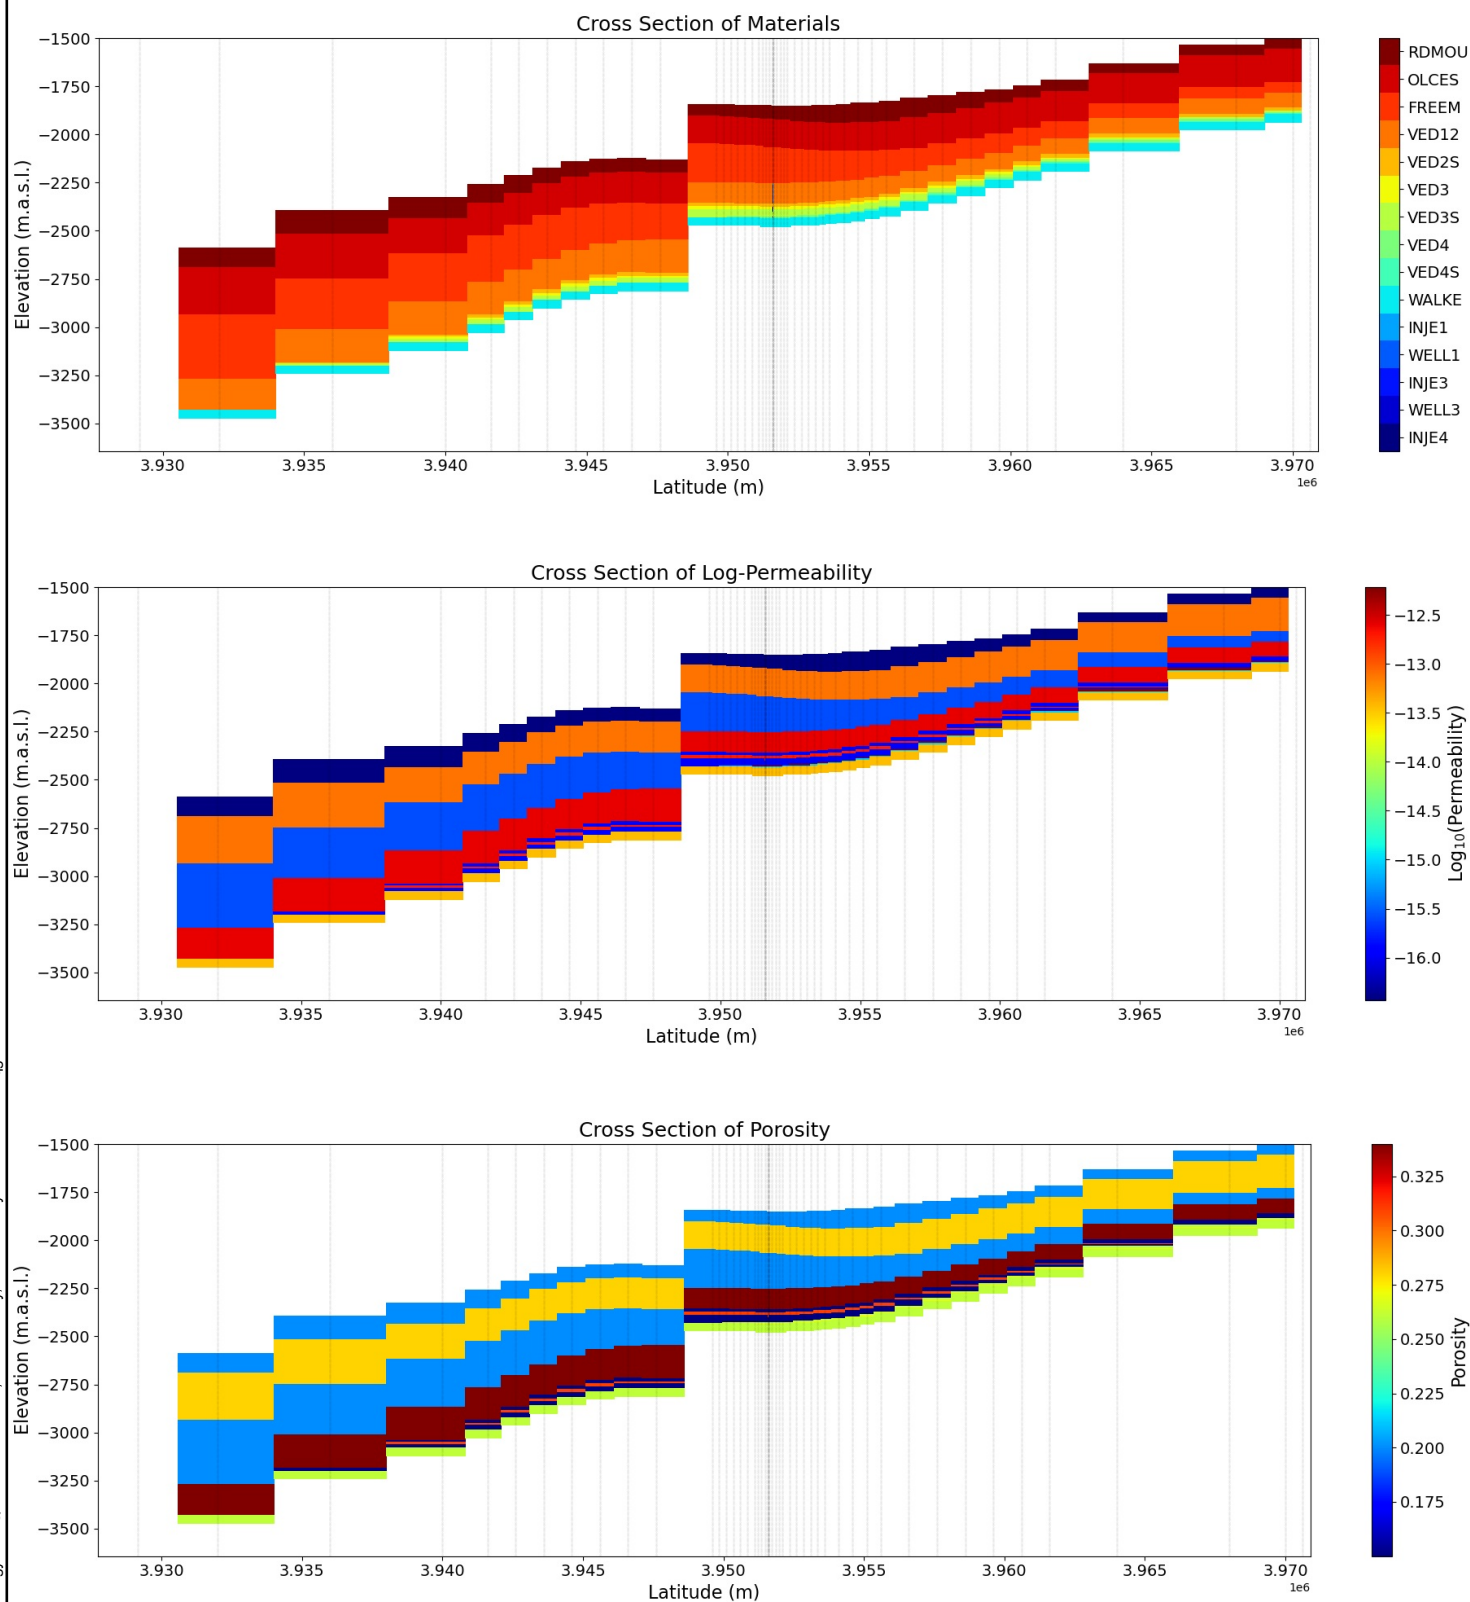 Cross Section of Materials
Elevation (m.a.s.l.)
−1500
−1750
−2000
−2250
−2500
−2750
−3000
−3250
−3500
3.930 3.935 3.940 3.945 3.950 3.955 3.960 3.965 3.970
1e6
Latitude (m)
RDMOU
OLCES
FREEM
VED12
VED2S
VED3
VED3S
VED4
VED4S
WALKE
INJE1
WELL1
INJE3
WELL3
INJE4
Cross Section of Log-Permeability
Elevation (m.a.s.l.)
−1500
−1750
−2000
−2250
−2500
−2750
−3000
−3250
−3500
3.930 3.935 3.940 3.945 3.950 3.955 3.960 3.965 3.970
1e6
Latitude (m)
−12.5
−13.0
−13.5
−14.0
−14.5
−15.0
−15.5
−16.0
Log10(Permeability)
Cross Section of Porosity
Elevation (m.a.s.l.)
−1500
−1750
−2000
−2250
−2500
−2750
−3000
−3250
−3500
3.930 3.935 3.940 3.945 3.950 3.955 3.960 3.965 3.970
1e6
Latitude (m)
0.325
0.300
0.275
0.250
0.225
0.200
0.175
Porosity